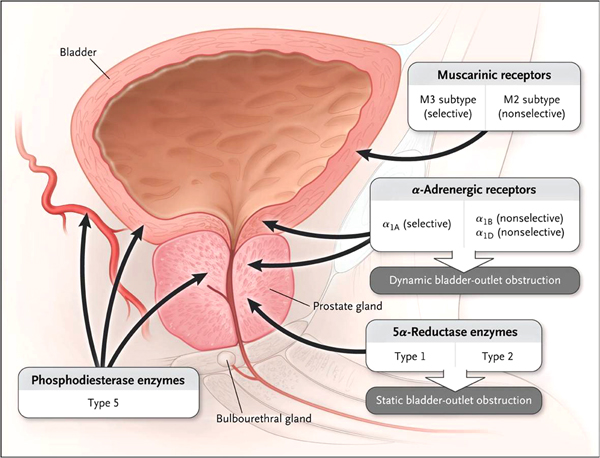 Bladder
Muscarinic receptors
M3 subtype
(selective)
M2 subtype
(nonselective)
α-Adrenergic receptors
α1A (selective)
α1B (nonselective)
α1D (nonselective)
Dynamic bladder-outlet obstruction
Prostate gland
5α-Reductase enzymes
Type 1
Type 2
Static bladder-outlet obstruction
Phosphodiesterase enzymes
Type 5
Bulbourethral gland